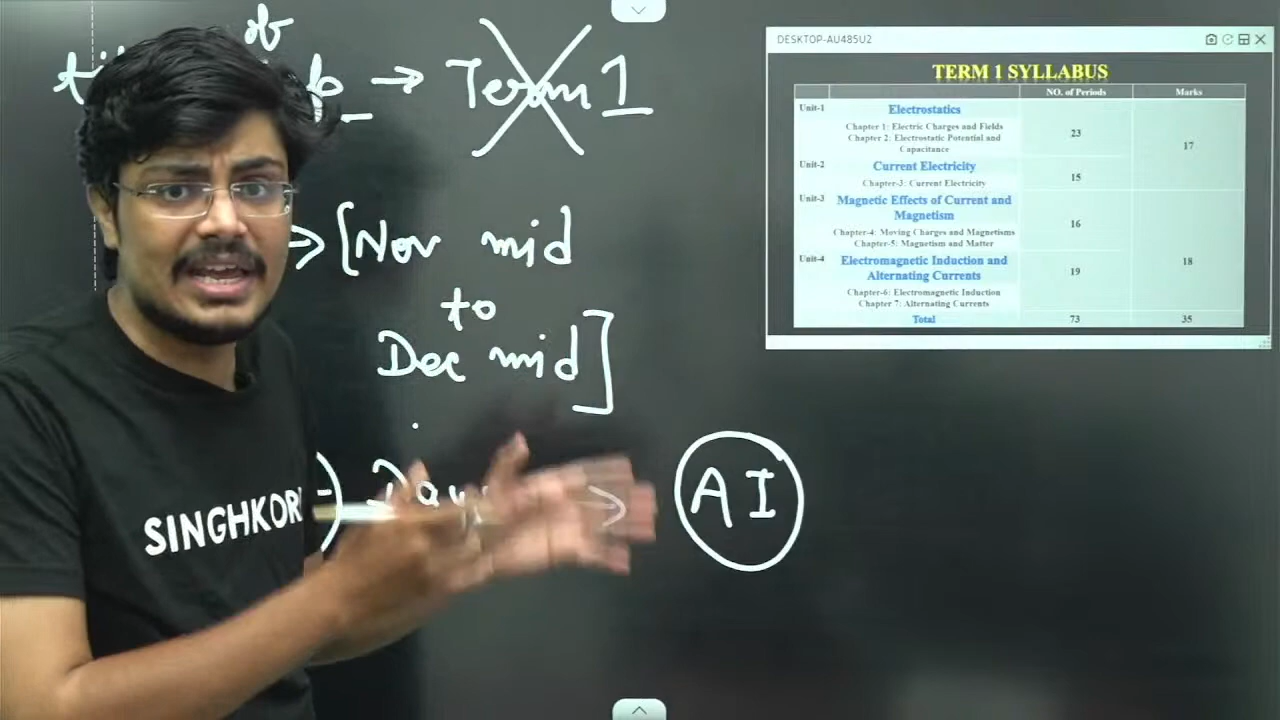 ob
→ Term 1
→ [Nov mid
to
Dec mid]
AI
SINGHKORI
DESKTOP-AU485U2
TERM 1 SYLLABUS
NO. of Periods Marks
Unit-1 Electrostatics
Chapter 1: Electric Charges and Fields
Chapter 2: Electrostatic Potential and
Capacitance
23
17
Unit-2 Current Electricity
Chapter-3: Current Electricity
15
Unit-3 Magnetic Effects of Current and
Magnetism
Chapter-4: Moving Charges and Magnetisms
Chapter-5: Magnetism and Matter
16
Unit-4 Electromagnetic Induction and
Alternating Currents
Chapter-6: Electromagnetic Induction
Chapter 7: Alternating Currents
19
18
Total 73 35